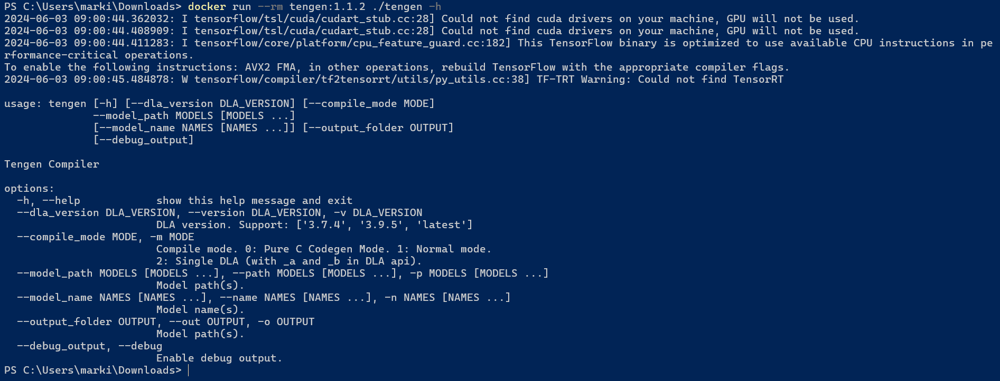 PS C:\Users\marki\Downloads> docker run --rm tengen:1.1.2 ./tengen -h
2024-06-03 09:00:44.362032: I tensorflow/tsl/cuda/cudart_stub.cc:28] Could not find cuda drivers on your machine, GPU will not be used.
2024-06-03 09:00:44.408909: I tensorflow/tsl/cuda/cudart_stub.cc:28] Could not find cuda drivers on your machine, GPU will not be used.
2024-06-03 09:00:44.411283: I tensorflow/core/platform/cpu_feature_guard.cc:182] This TensorFlow binary is optimized to use available CPU instructions in pe
rformance-critical operations.
To enable the following instructions: AVX2 FMA, in other operations, rebuild TensorFlow with the appropriate compiler flags.
2024-06-03 09:00:45.484878: W tensorflow/compiler/tf2tensorrt/utils/py_utils.cc:38] TF-TRT Warning: Could not find TensorRT
usage: tengen [-h] [--dla_version DLA_VERSION] [--compile_mode MODE]
--model_path MODELS [MODELS ...]
[--model_name NAMES [NAMES ...]] [--output_folder OUTPUT]
[--debug_output]
Tengen Compiler
options:
-h, --help show this help message and exit
--dla_version DLA_VERSION, --version DLA_VERSION, -v DLA_VERSION
DLA version. Support: ['3.7.4', '3.9.5', 'latest']
--compile_mode MODE, -m MODE
Compile mode. 0: Pure C Codegen Mode. 1: Normal mode.
2: Single DLA (with _a and _b in DLA api).
--model_path MODELS [MODELS ...], --path MODELS [MODELS ...], -p MODELS [MODELS ...]
Model path(s).
--model_name NAMES [NAMES ...], --name NAMES [NAMES ...], -n NAMES [NAMES ...]
Model name(s).
--output_folder OUTPUT, --out OUTPUT, -o OUTPUT
Model path(s).
--debug_output, --debug
Enable debug output.
PS C:\Users\marki\Downloads>